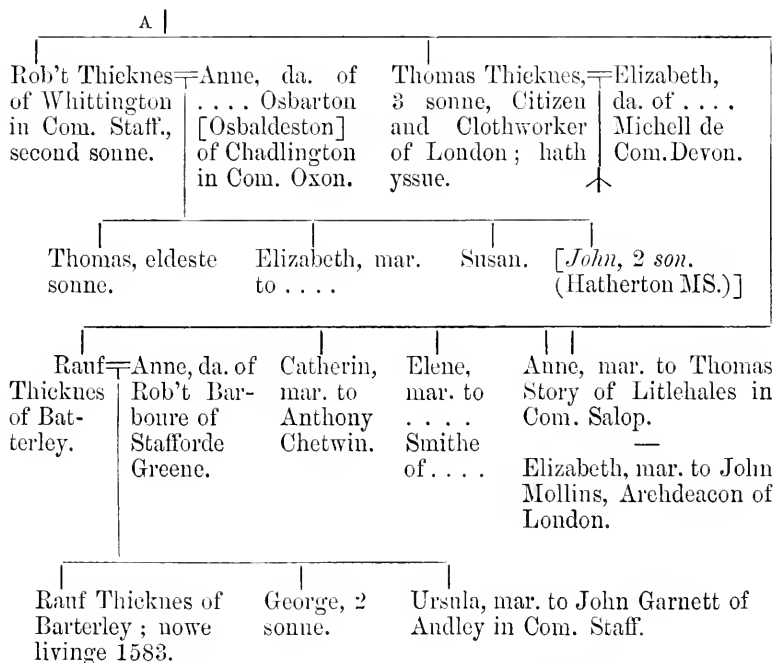 A
Rob't Thicknes
of Whittington
in Com. Staff.,
second sonne.
Anne, da. of
. . . . Osbarton
[Osbaldeston]
of Chadlington
in Com. Oxon.
Thomas Thicknes,
3 sonne, Citizen
and Clothworker
of London ; hath
yssue.
Elizabeth,
da. of . . . .
Michell de
Com. Devon.
Thomas, eldeste
sonne.
Elizabeth, mar.
to . . . .
Susan.
[John, 2 son.
(Hatherton MS.)]
Rauf
Thicknes
of Bat-
terley.
Anne, da. of
Rob't Bar-
boure of
Stafforde
Greene.
Catherin,
mar. to
Anthony
Chetwin.
Elene,
mar. to
. . . .
Smithe
of . . . .
Anne, mar. to Thomas
Story of Litlehales in
Com. Salop.
—
Elizabeth, mar. to John
Mollins, Archdeacon of
London.
Rauf Thicknes of
Barterley ; nowe
livinge 1583.
George, 2
sonne.
Ursula, mar. to John Garnett of
Audley in Com. Staff.